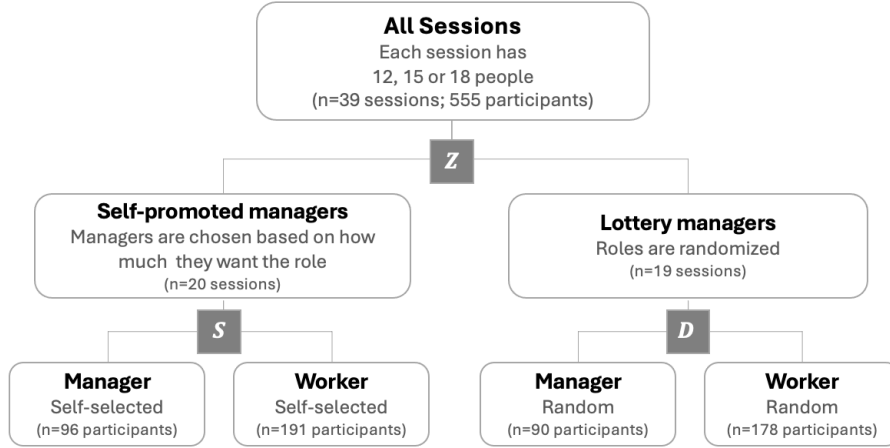 All Sessions
Each session has
12, 15 or 18 people
(n=39 sessions; 555 participants)
Z
Self-promoted managers
Managers are chosen based on how
much they want the role
(n=20 sessions)
Lottery managers
Roles are randomized
(n=19 sessions)
S
D
Manager
Self-selected
(n=96 participants)
Worker
Self-selected
(n=191 participants)
Manager
Random
(n=90 participants)
Worker
Random
(n=178 participants)